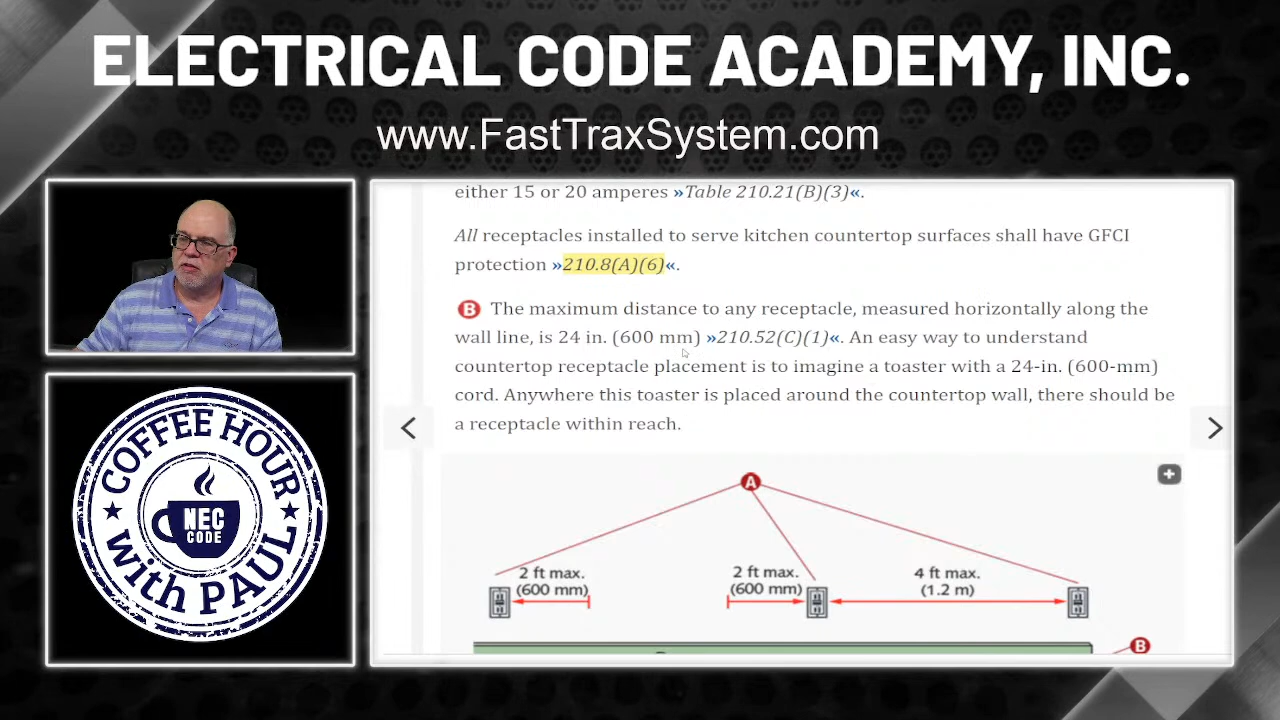 ELECTRICAL CODE ACADEMY, INC.
www.FastTraxSystem.com
either 15 or 20 amperes »Table 210.21(B)(3)«.
All receptacles installed to serve kitchen countertop surfaces shall have GFCI
protection »210.8(A)(6)«.
B The maximum distance to any receptacle, measured horizontally along the
wall line, is 24 in. (600 mm) »210.52(C)(1)«. An easy way to understand
countertop receptacle placement is to imagine a toaster with a 24-in. (600-mm)
cord. Anywhere this toaster is placed around the countertop wall, there should be
a receptacle within reach.
A
2 ft max.
(600 mm)
2 ft max.
(600 mm)
4 ft max.
(1.2 m)
B
COFFEE HOUR
NEC
CODE
with PAUL